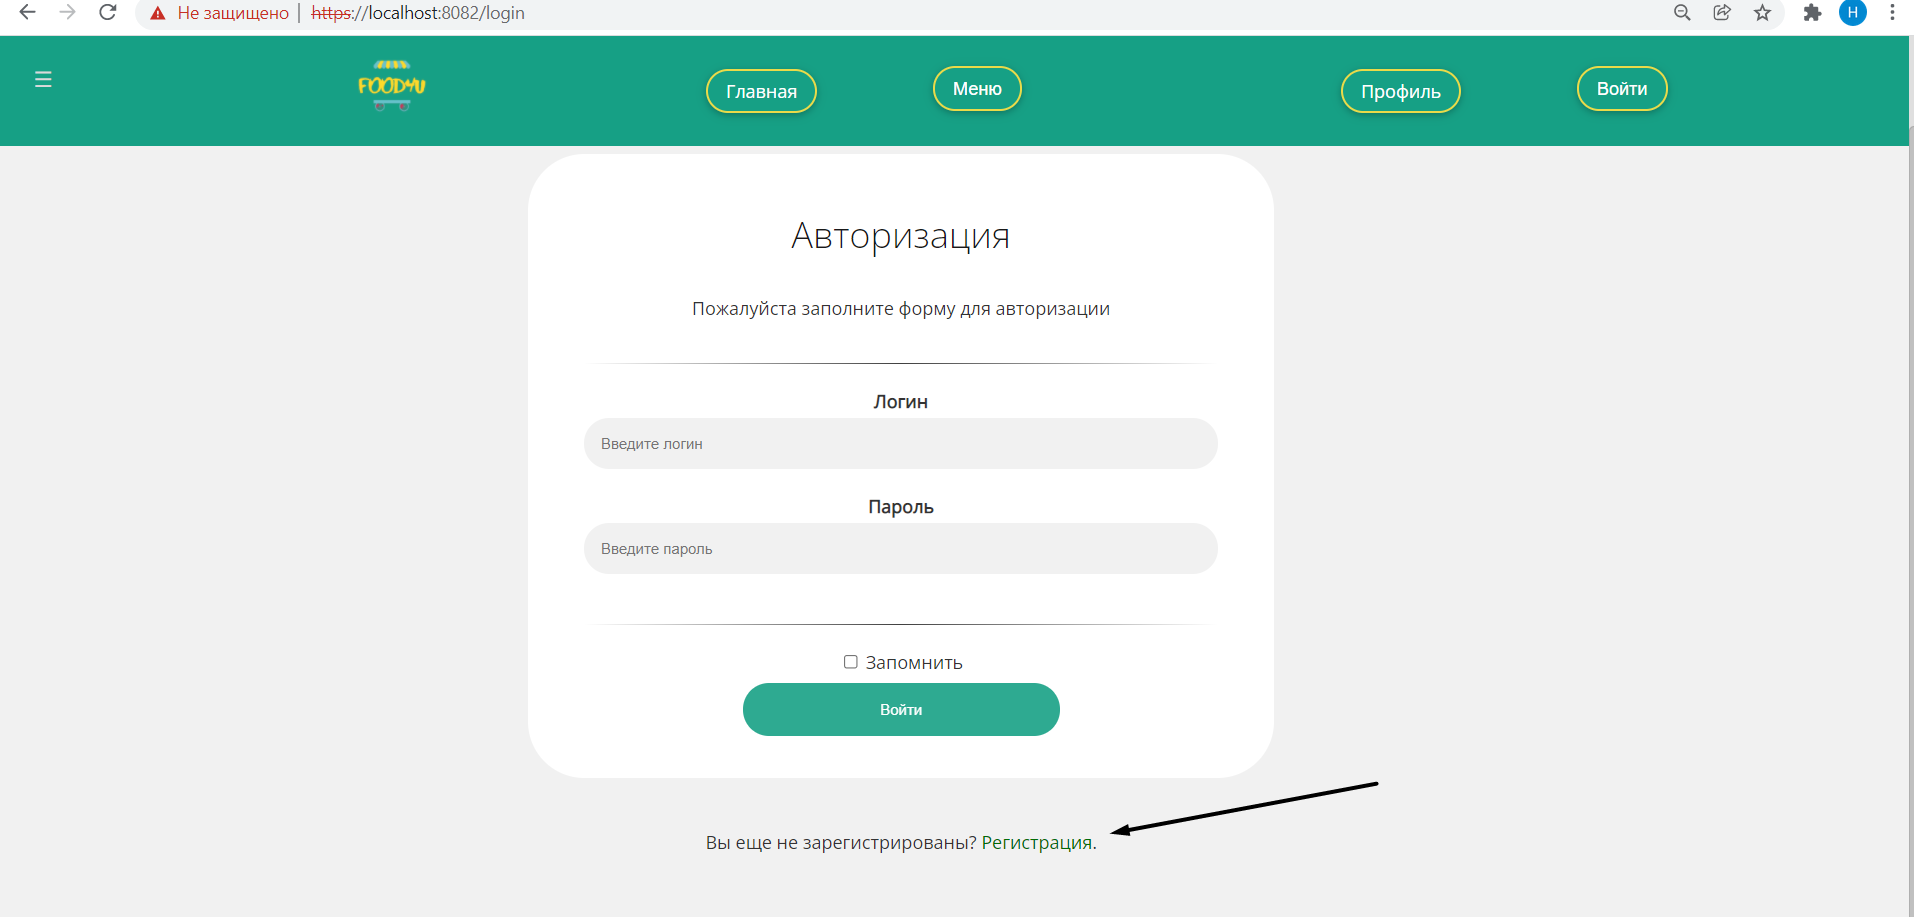 Не защищено | https://localhost:8082/login
H
☰
FOOD4U
Главная
Меню
Профиль
Войти
Авторизация
Пожалуйста заполните форму для авторизации
Логин
Введите логин
Пароль
Введите пароль
Запомнить
Войти
Вы еще не зарегистрированы? Регистрация.